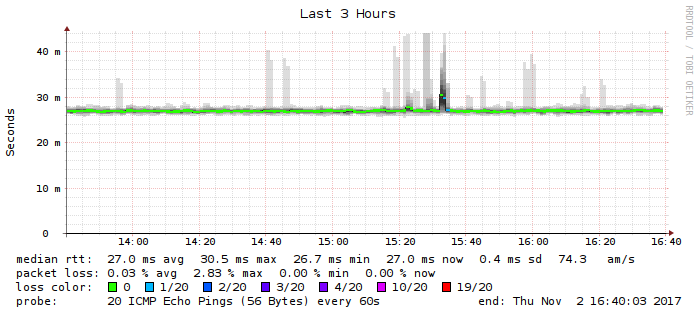 Last 3 Hours
RRDTOOL / TOBI OETIKER
Seconds
40 m
30 m
20 m
10 m
0
14:00 14:20 14:40 15:00 15:20 15:40 16:00 16:20 16:40
median rtt: 27.0 ms avg 30.5 ms max 26.7 ms min 27.0 ms now 0.4 ms sd 74.3 am/s
packet loss: 0.03 % avg 2.83 % max 0.00 % min 0.00 % now
loss color: 0 1/20 2/20 3/20 4/20 10/20 19/20
probe: 20 ICMP Echo Pings (56 Bytes) every 60s end: Thu Nov 2 16:40:03 2017